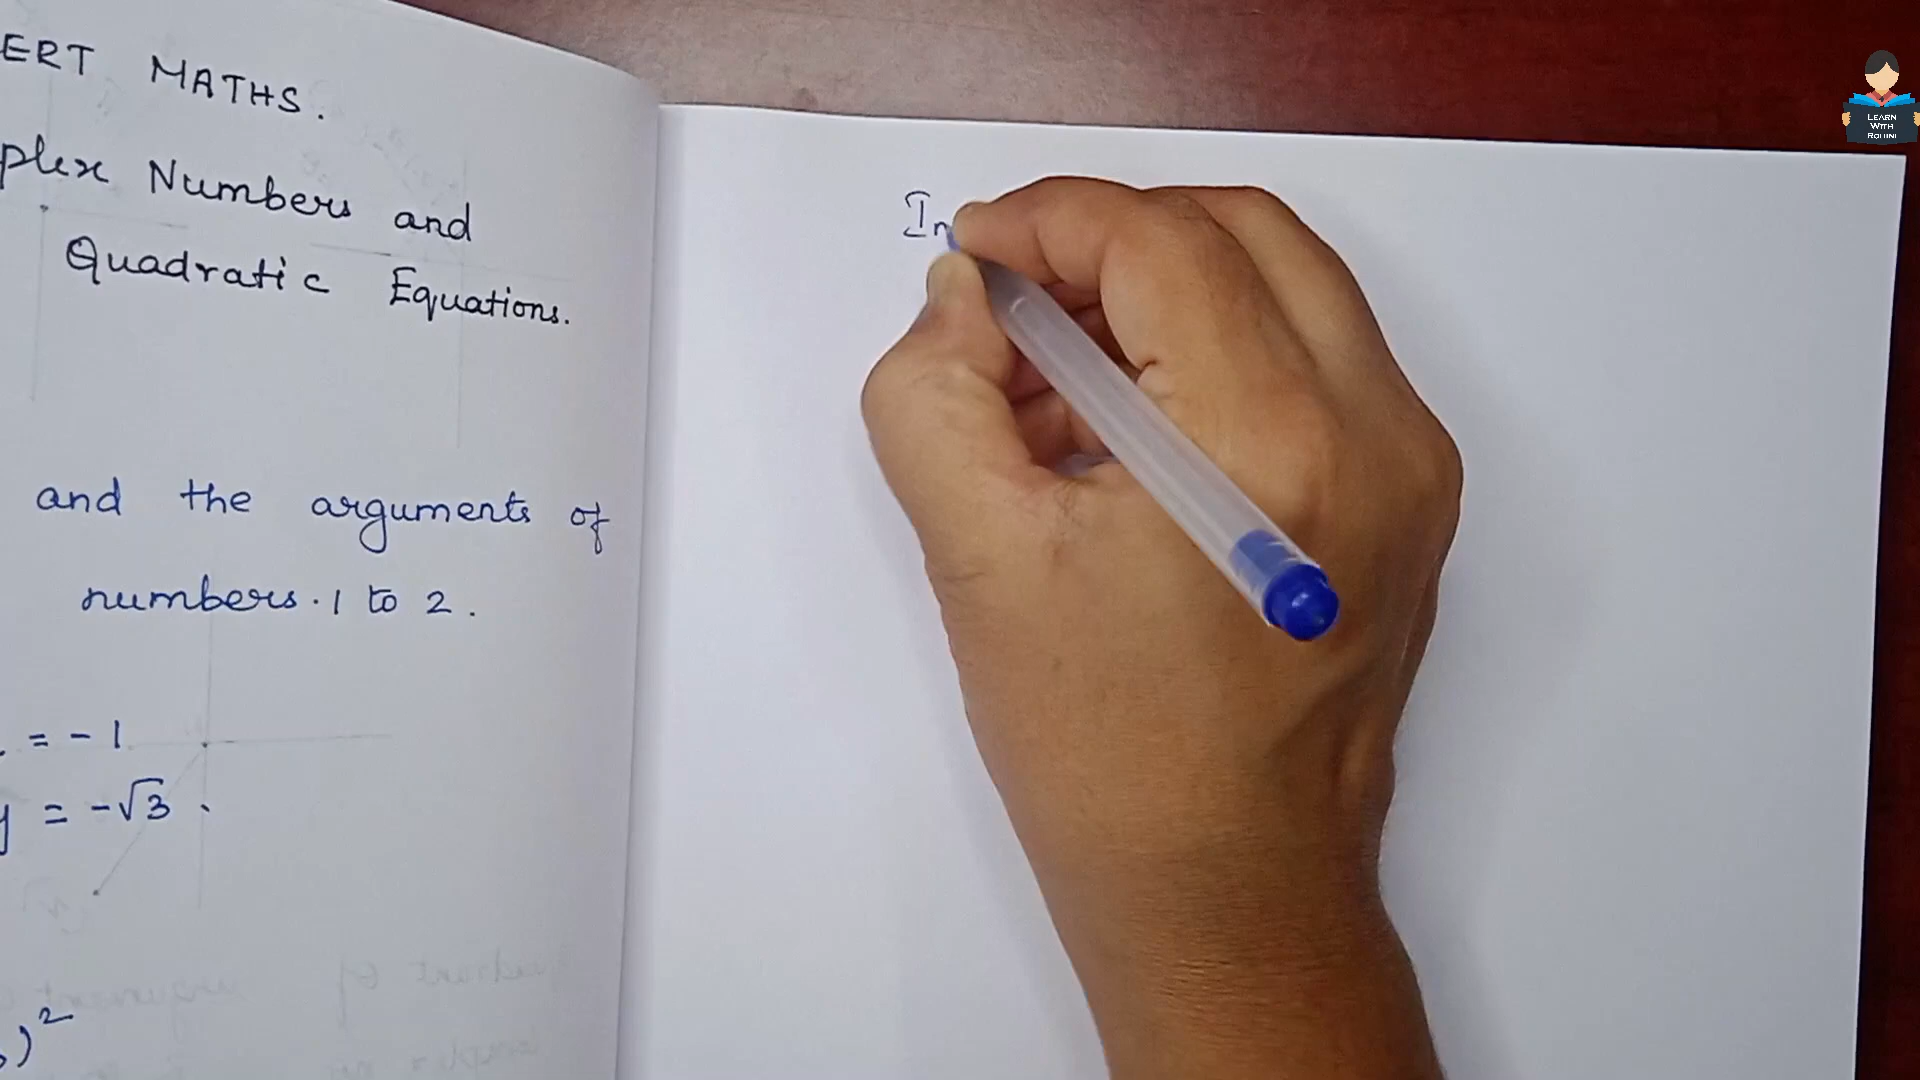 ERT MATHS.
plex Numbers and
Quadratic Equations.
and the arguments of
numbers. 1 to 2.
= -1
y = -√3.
)²
In
LEARN
WITH
ROHINI